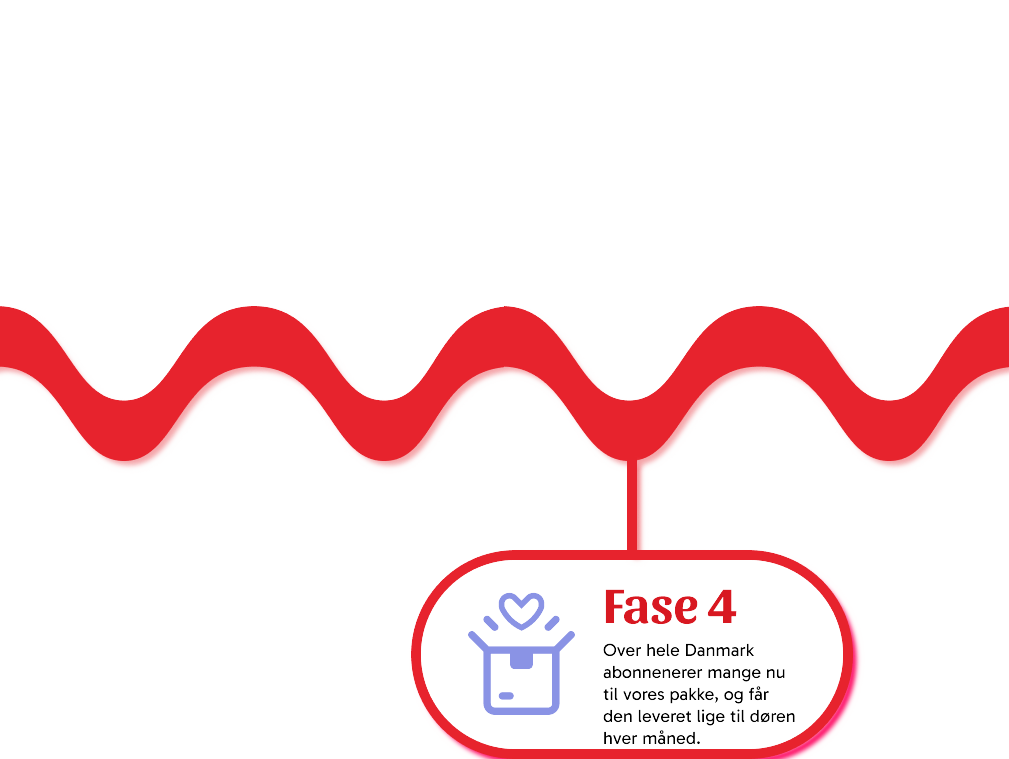 Fase 4
Over hele Danmark
abonnenerer mange nu
til vores pakke, og får
den leveret lige til døren
hver måned.